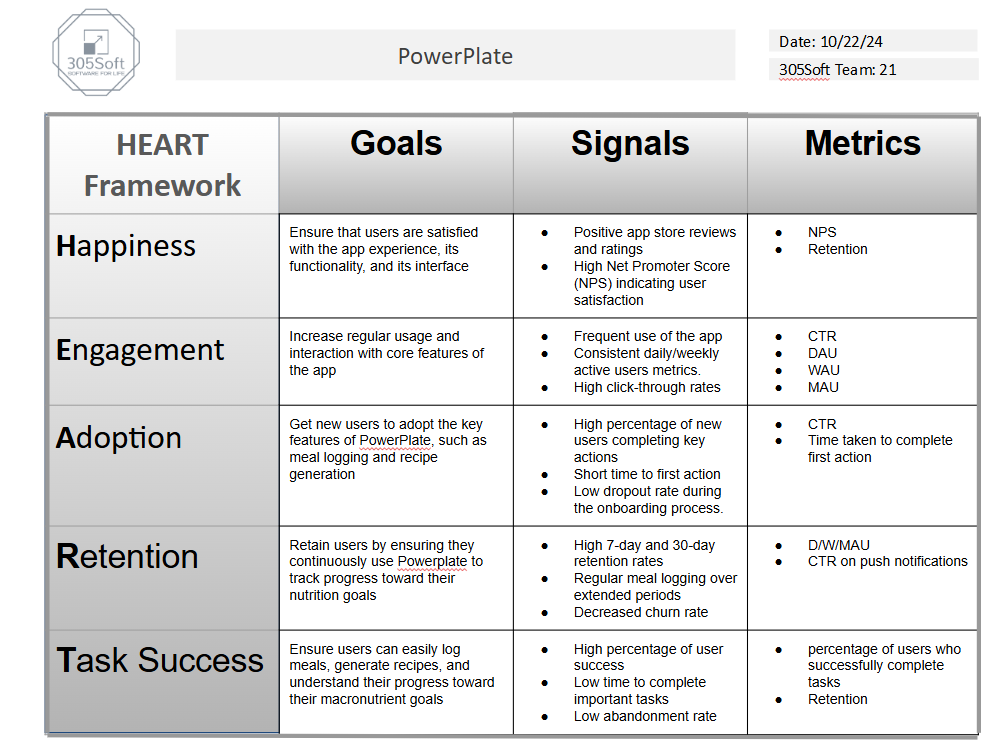 305Soft
SOFTWARE FOR LIFE
PowerPlate
Date: 10/22/24
305Soft Team: 21
HEART
Framework
Goals
Signals
Metrics
Happiness
Ensure that users are satisfied
with the app experience, its
functionality, and its interface
● Positive app store reviews
and ratings
● High Net Promoter Score
(NPS) indicating user
satisfaction
● NPS
● Retention
Engagement
Increase regular usage and
interaction with core features of
the app
● Frequent use of the app
● Consistent daily/weekly
active users metrics.
● High click-through rates
● CTR
● DAU
● WAU
● MAU
Adoption
Get new users to adopt the key
features of PowerPlate, such as
meal logging and recipe
generation
● High percentage of new
users completing key
actions
● Short time to first action
● Low dropout rate during
the onboarding process.
● CTR
● Time taken to complete
first action
Retention
Retain users by ensuring they
continuously use Powerplate to
track progress toward their
nutrition goals
● High 7-day and 30-day
retention rates
● Regular meal logging over
extended periods
● Decreased churn rate
● D/W/MAU
● CTR on push notifications
Task Success
Ensure users can easily log
meals, generate recipes, and
understand their progress toward
their macronutrient goals
● High percentage of user
success
● Low time to complete
important tasks
● Low abandonment rate
● percentage of users who
successfully complete
tasks
● Retention